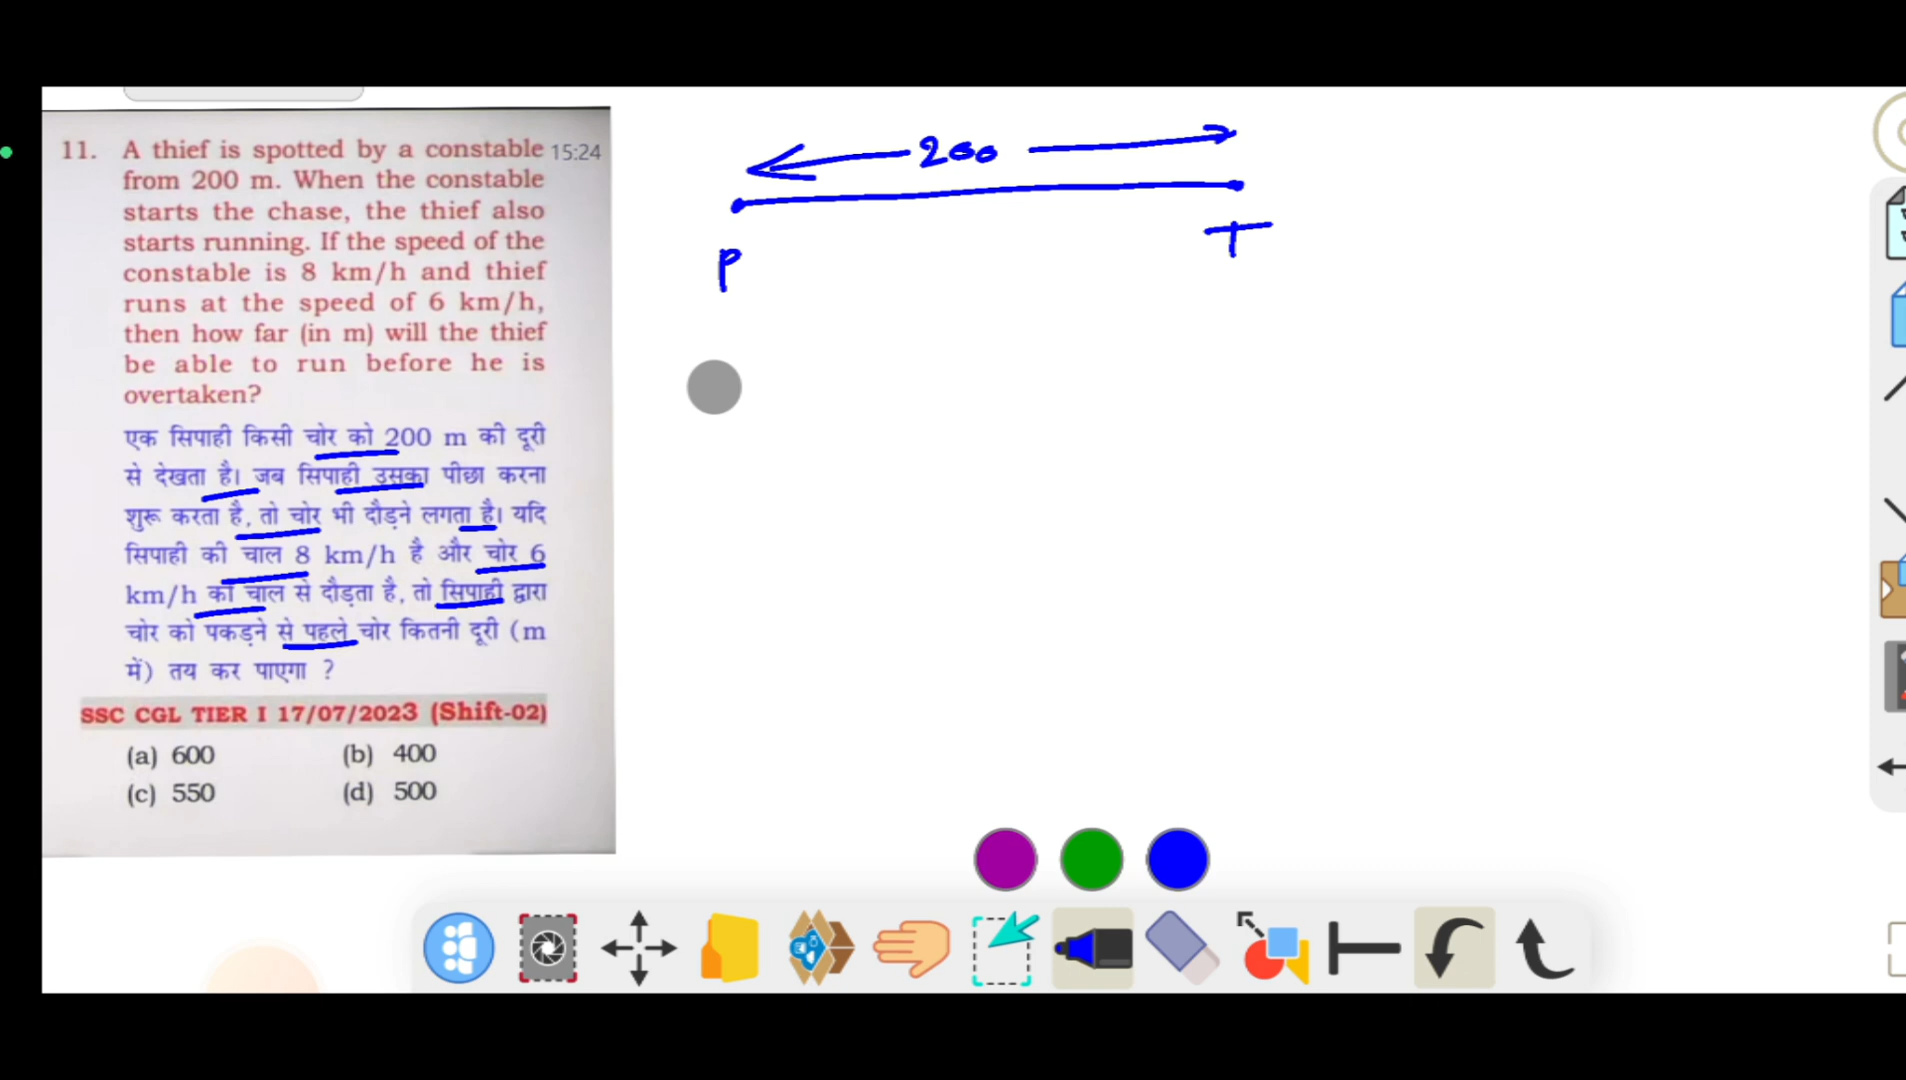 11. A thief is spotted by a constable 15:24
from 200 m. When the constable
starts the chase, the thief also
starts running. If the speed of the
constable is 8 km/h and thief
runs at the speed of 6 km/h,
then how far (in m) will the thief
be able to run before he is
overtaken?
एक सिपाही किसी चोर को 200 m की दूरी
से देखता है। जब सिपाही उसका पीछा करना
शुरू करता है, तो चोर भी दौड़ने लगता है। यदि
सिपाही की चाल 8 km/h है और चोर 6
km/h की चाल से दौड़ता है, तो सिपाही द्वारा
चोर को पकड़ने से पहले चोर कितनी दूरी (m
में) तय कर पाएगा ?
SSC CGL TIER I 17/07/2023 (Shift-02)
(a) 600 (b) 400
(c) 550 (d) 500
200
P T